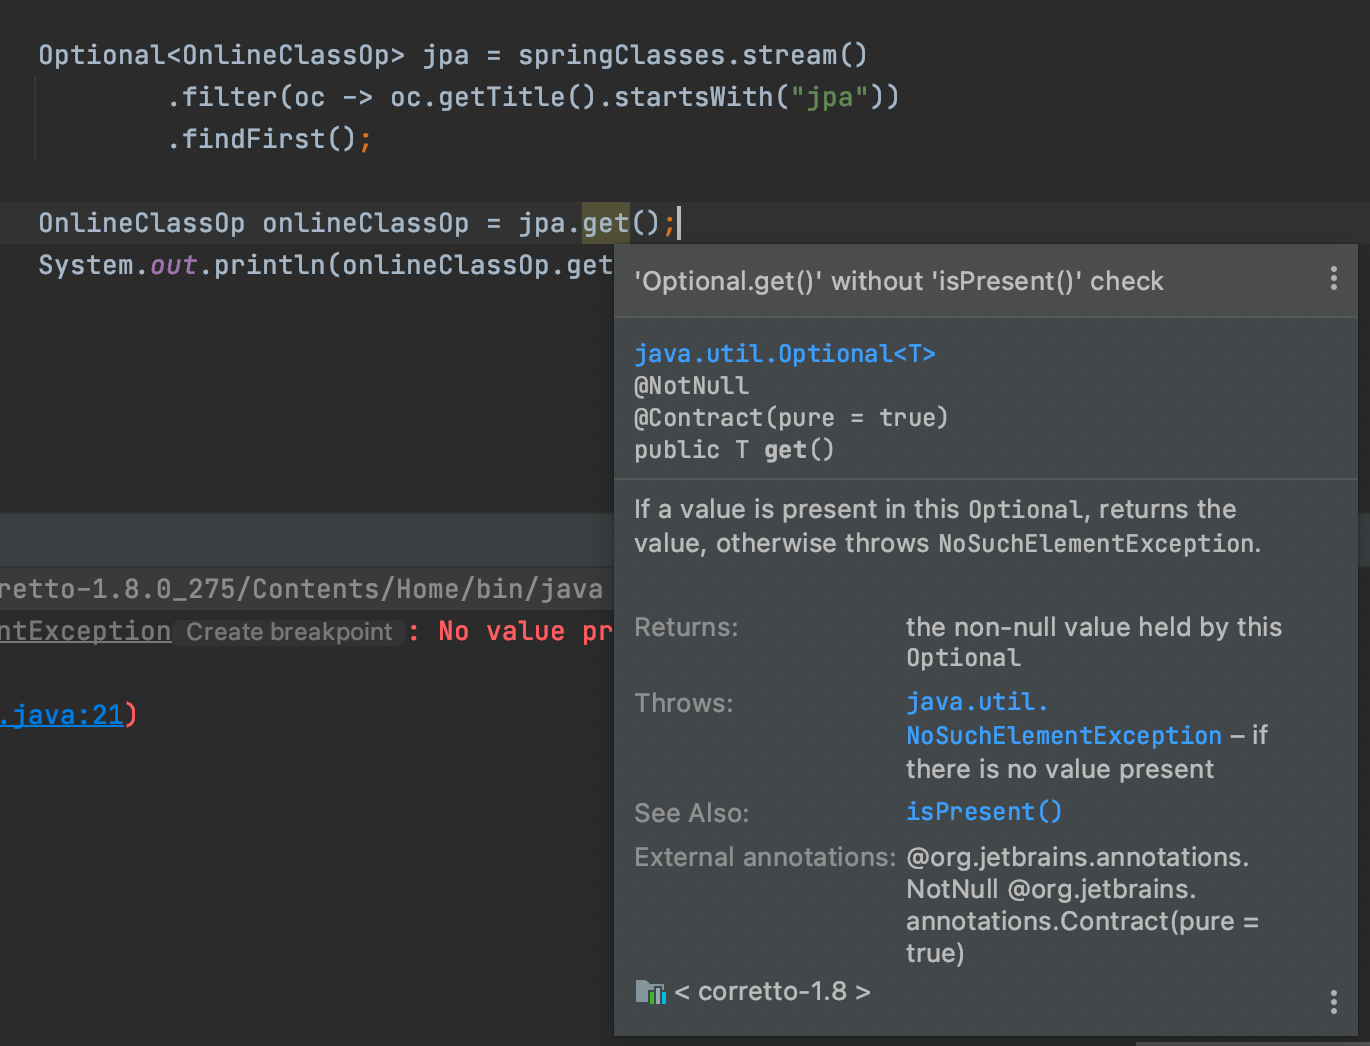 Optional<OnlineClassOp> jpa = springClasses.stream()
.filter(oc -> oc.getTitle().startsWith("jpa"))
.findFirst();
OnlineClassOp onlineClassOp = jpa.get();
System.out.println(onlineClassOp.get
'Optional.get()' without 'isPresent()' check
java.util.Optional<T>
@NotNull
@Contract(pure = true)
public T get()
If a value is present in this Optional, returns the
value, otherwise throws NoSuchElementException.
Returns: the non-null value held by this
Optional
Throws: java.util.
NoSuchElementException – if
there is no value present
See Also: isPresent()
External annotations: @org.jetbrains.annotations.
NotNull @org.jetbrains.
annotations.Contract(pure =
true)
< corretto-1.8 >
retto-1.8.0_275/Contents/Home/bin/java
ntException Create breakpoint : No value pr
.java:21)